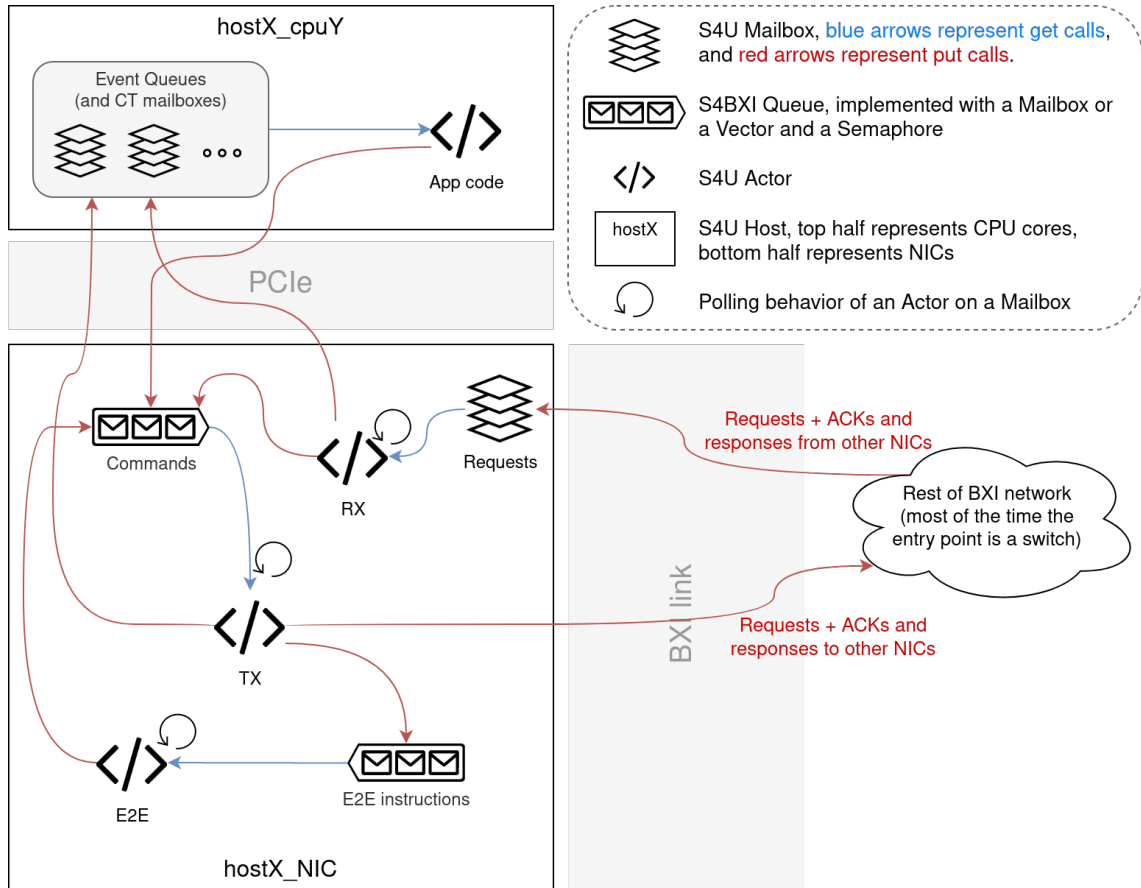 hostX_cpuY
Event Queues
(and CT mailboxes)
App code
PCIe
S4U Mailbox, blue arrows represent get calls,
and red arrows represent put calls.
S4BXI Queue, implemented with a Mailbox or
a Vector and a Semaphore
S4U Actor
hostX
S4U Host, top half represents CPU cores,
bottom half represents NICs
Polling behavior of an Actor on a Mailbox
Commands
RX
Requests
TX
E2E
E2E instructions
hostX_NIC
BXI link
Requests + ACKs and
responses from other NICs
Rest of BXI network
(most of the time the
entry point is a switch)
Requests + ACKs and
responses to other NICs